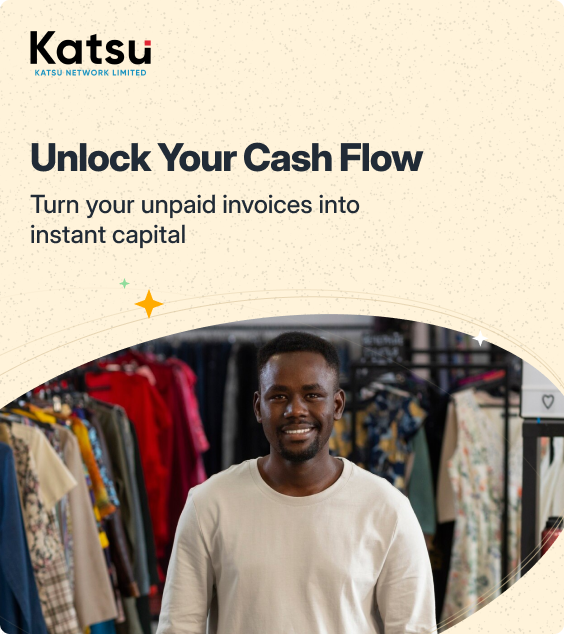 Katsu
KATSU NETWORK LIMITED
Unlock Your Cash Flow
Turn your unpaid invoices into
instant capital